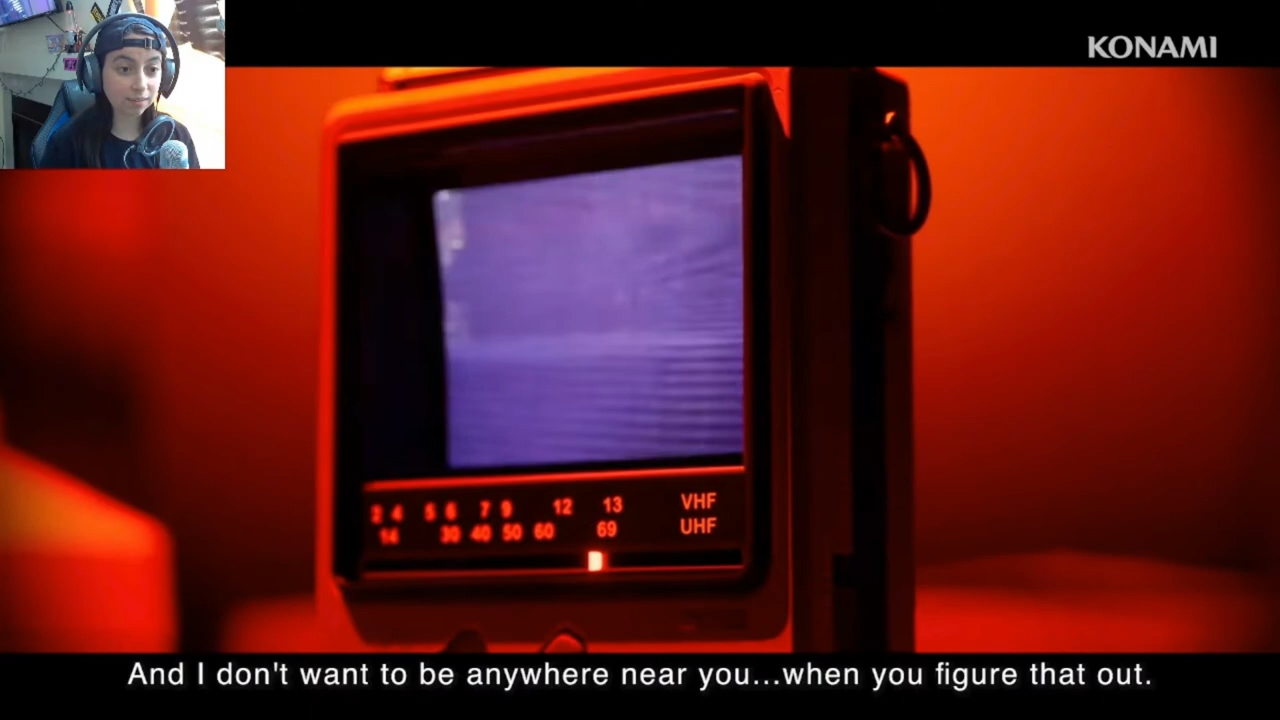 KONAMI
2 4 5 6 7 9 12 13 VHF
14 30 40 50 60 69 UHF
And I don't want to be anywhere near you...when you figure that out.